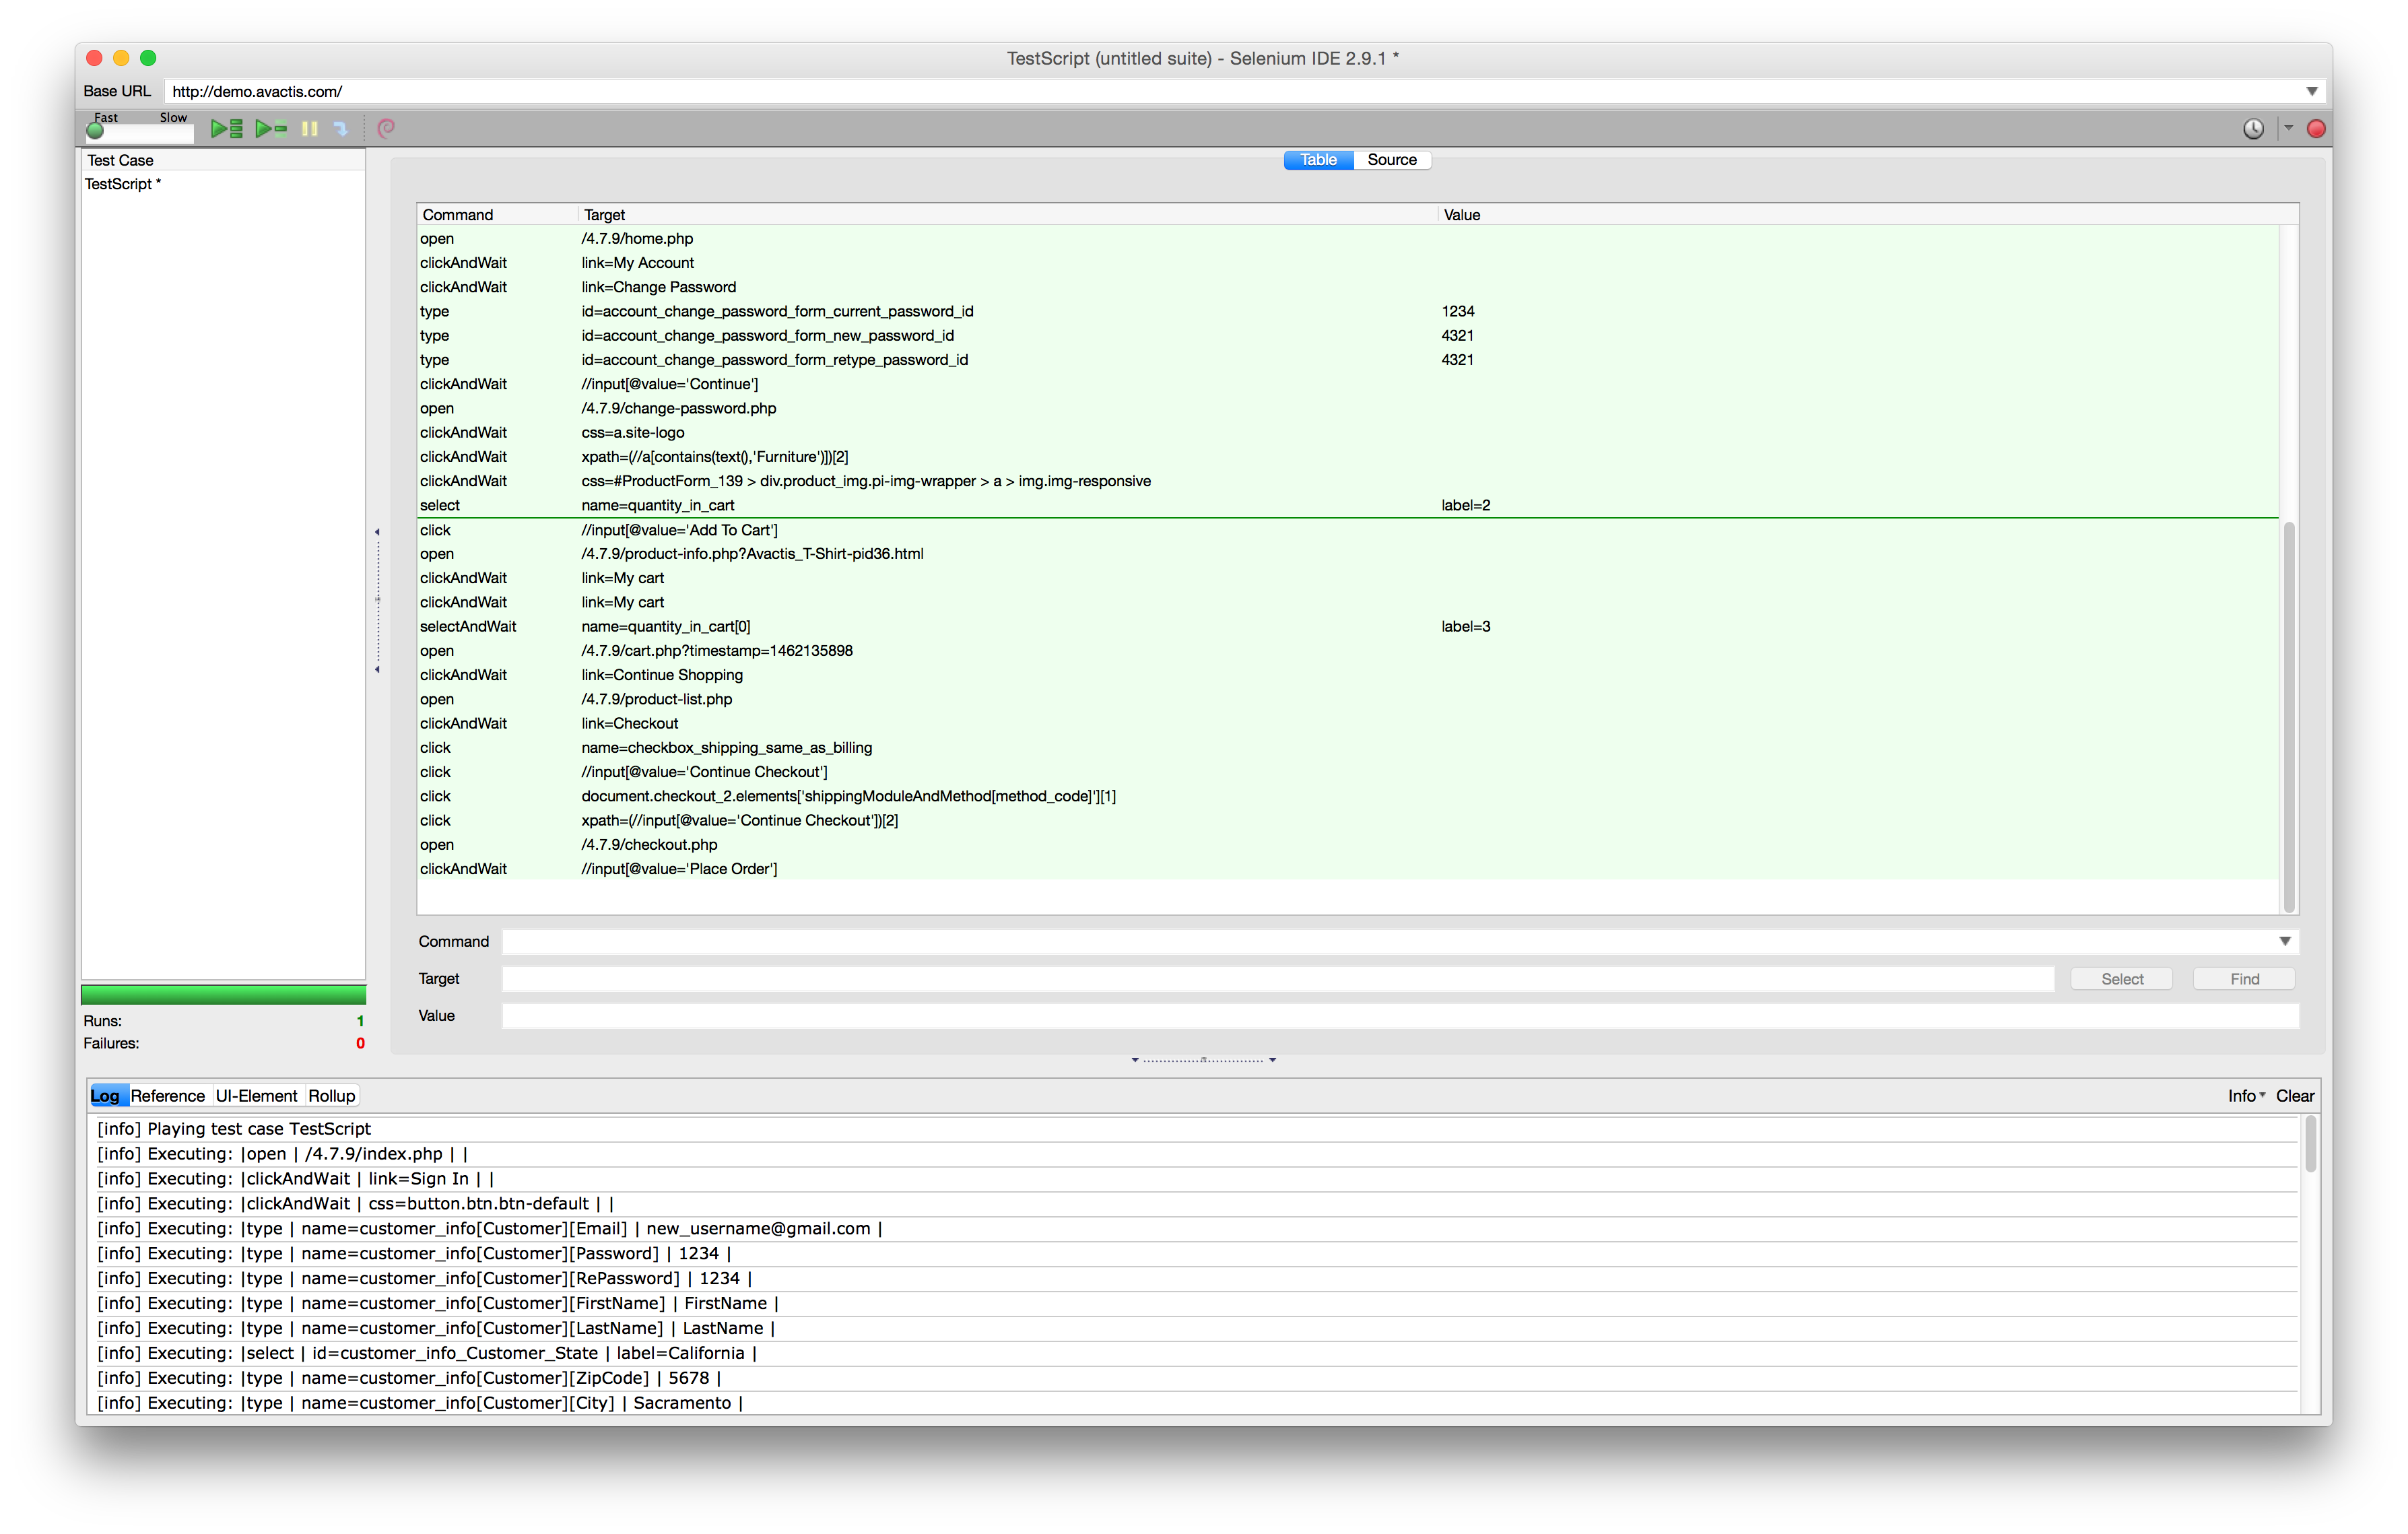 TestScript (untitled suite) - Selenium IDE 2.9.1 *
Base URL http://demo.avactis.com/
Fast Slow
Test Case
TestScript *
Table Source
Command Target Value
open /4.7.9/home.php
clickAndWait link=My Account
clickAndWait link=Change Password
type id=account_change_password_form_current_password_id 1234
type id=account_change_password_form_new_password_id 4321
type id=account_change_password_form_retype_password_id 4321
clickAndWait //input[@value='Continue']
open /4.7.9/change-password.php
clickAndWait css=a.site-logo
clickAndWait xpath=(//a[contains(text(),'Furniture')])[2]
clickAndWait css=#ProductForm_139 > div.product_img.pi-img-wrapper > a > img.img-responsive
select name=quantity_in_cart label=2
click //input[@value='Add To Cart']
open /4.7.9/product-info.php?Avactis_T-Shirt-pid36.html
clickAndWait link=My cart
clickAndWait link=My cart
selectAndWait name=quantity_in_cart[0] label=3
open /4.7.9/cart.php?timestamp=1462135898
clickAndWait link=Continue Shopping
open /4.7.9/product-list.php
clickAndWait link=Checkout
click name=checkbox_shipping_same_as_billing
click //input[@value='Continue Checkout']
click document.checkout_2.elements['shippingModuleAndMethod[method_code]'][1]
click xpath=(//input[@value='Continue Checkout'])[2]
open /4.7.9/checkout.php
clickAndWait //input[@value='Place Order']
Command
Target Select Find
Value
Runs: 1
Failures: 0
Log Reference UI-Element Rollup Info Clear
[info] Playing test case TestScript
[info] Executing: |open | /4.7.9/index.php | |
[info] Executing: |clickAndWait | link=Sign In | |
[info] Executing: |clickAndWait | css=button.btn.btn-default | |
[info] Executing: |type | name=customer_info[Customer][Email] | new_username@gmail.com |
[info] Executing: |type | name=customer_info[Customer][Password] | 1234 |
[info] Executing: |type | name=customer_info[Customer][RePassword] | 1234 |
[info] Executing: |type | name=customer_info[Customer][FirstName] | FirstName |
[info] Executing: |type | name=customer_info[Customer][LastName] | LastName |
[info] Executing: |select | id=customer_info_Customer_State | label=California |
[info] Executing: |type | name=customer_info[Customer][ZipCode] | 5678 |
[info] Executing: |type | name=customer_info[Customer][City] | Sacramento |